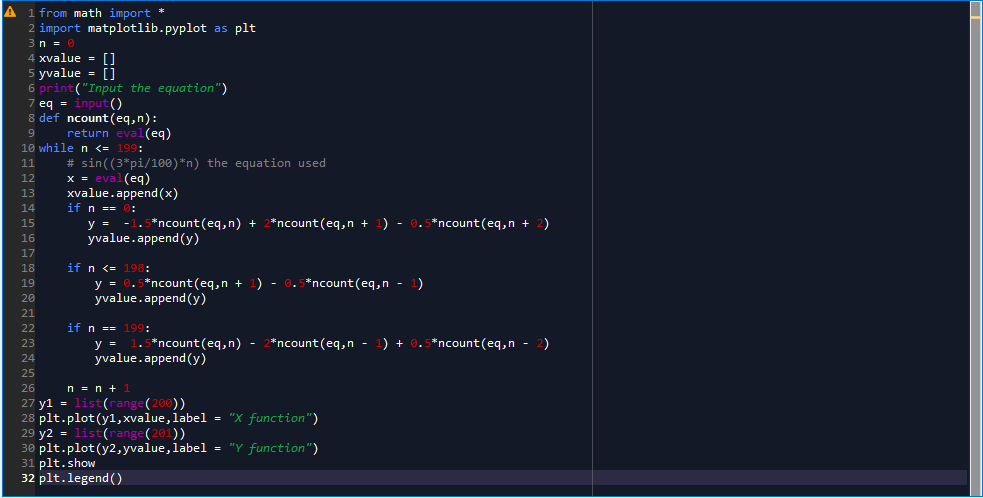 1 from math import *
2 import matplotlib.pyplot as plt
3 n = 0
4 xvalue = []
5 yvalue = []
6 print("Input the equation")
7 eq = input()
8 def ncount(eq,n):
9     return eval(eq)
10 while n <= 199:
11     # sin((3*pi/100)*n) the equation used
12     x = eval(eq)
13     xvalue.append(x)
14     if n == 0:
15        y =  -1.5*ncount(eq,n) + 2*ncount(eq,n + 1) - 0.5*ncount(eq,n + 2)
16        yvalue.append(y)
17
18     if n <= 198:
19         y = 0.5*ncount(eq,n + 1) - 0.5*ncount(eq,n - 1)
20         yvalue.append(y)
21
22     if n == 199:
23         y =  1.5*ncount(eq,n) - 2*ncount(eq,n - 1) + 0.5*ncount(eq,n - 2)
24         yvalue.append(y)
25
26     n = n + 1
27 y1 = list(range(200))
28 plt.plot(y1,xvalue,label = "X function")
29 y2 = list(range(201))
30 plt.plot(y2,yvalue,label = "Y function")
31 plt.show
32 plt.legend()